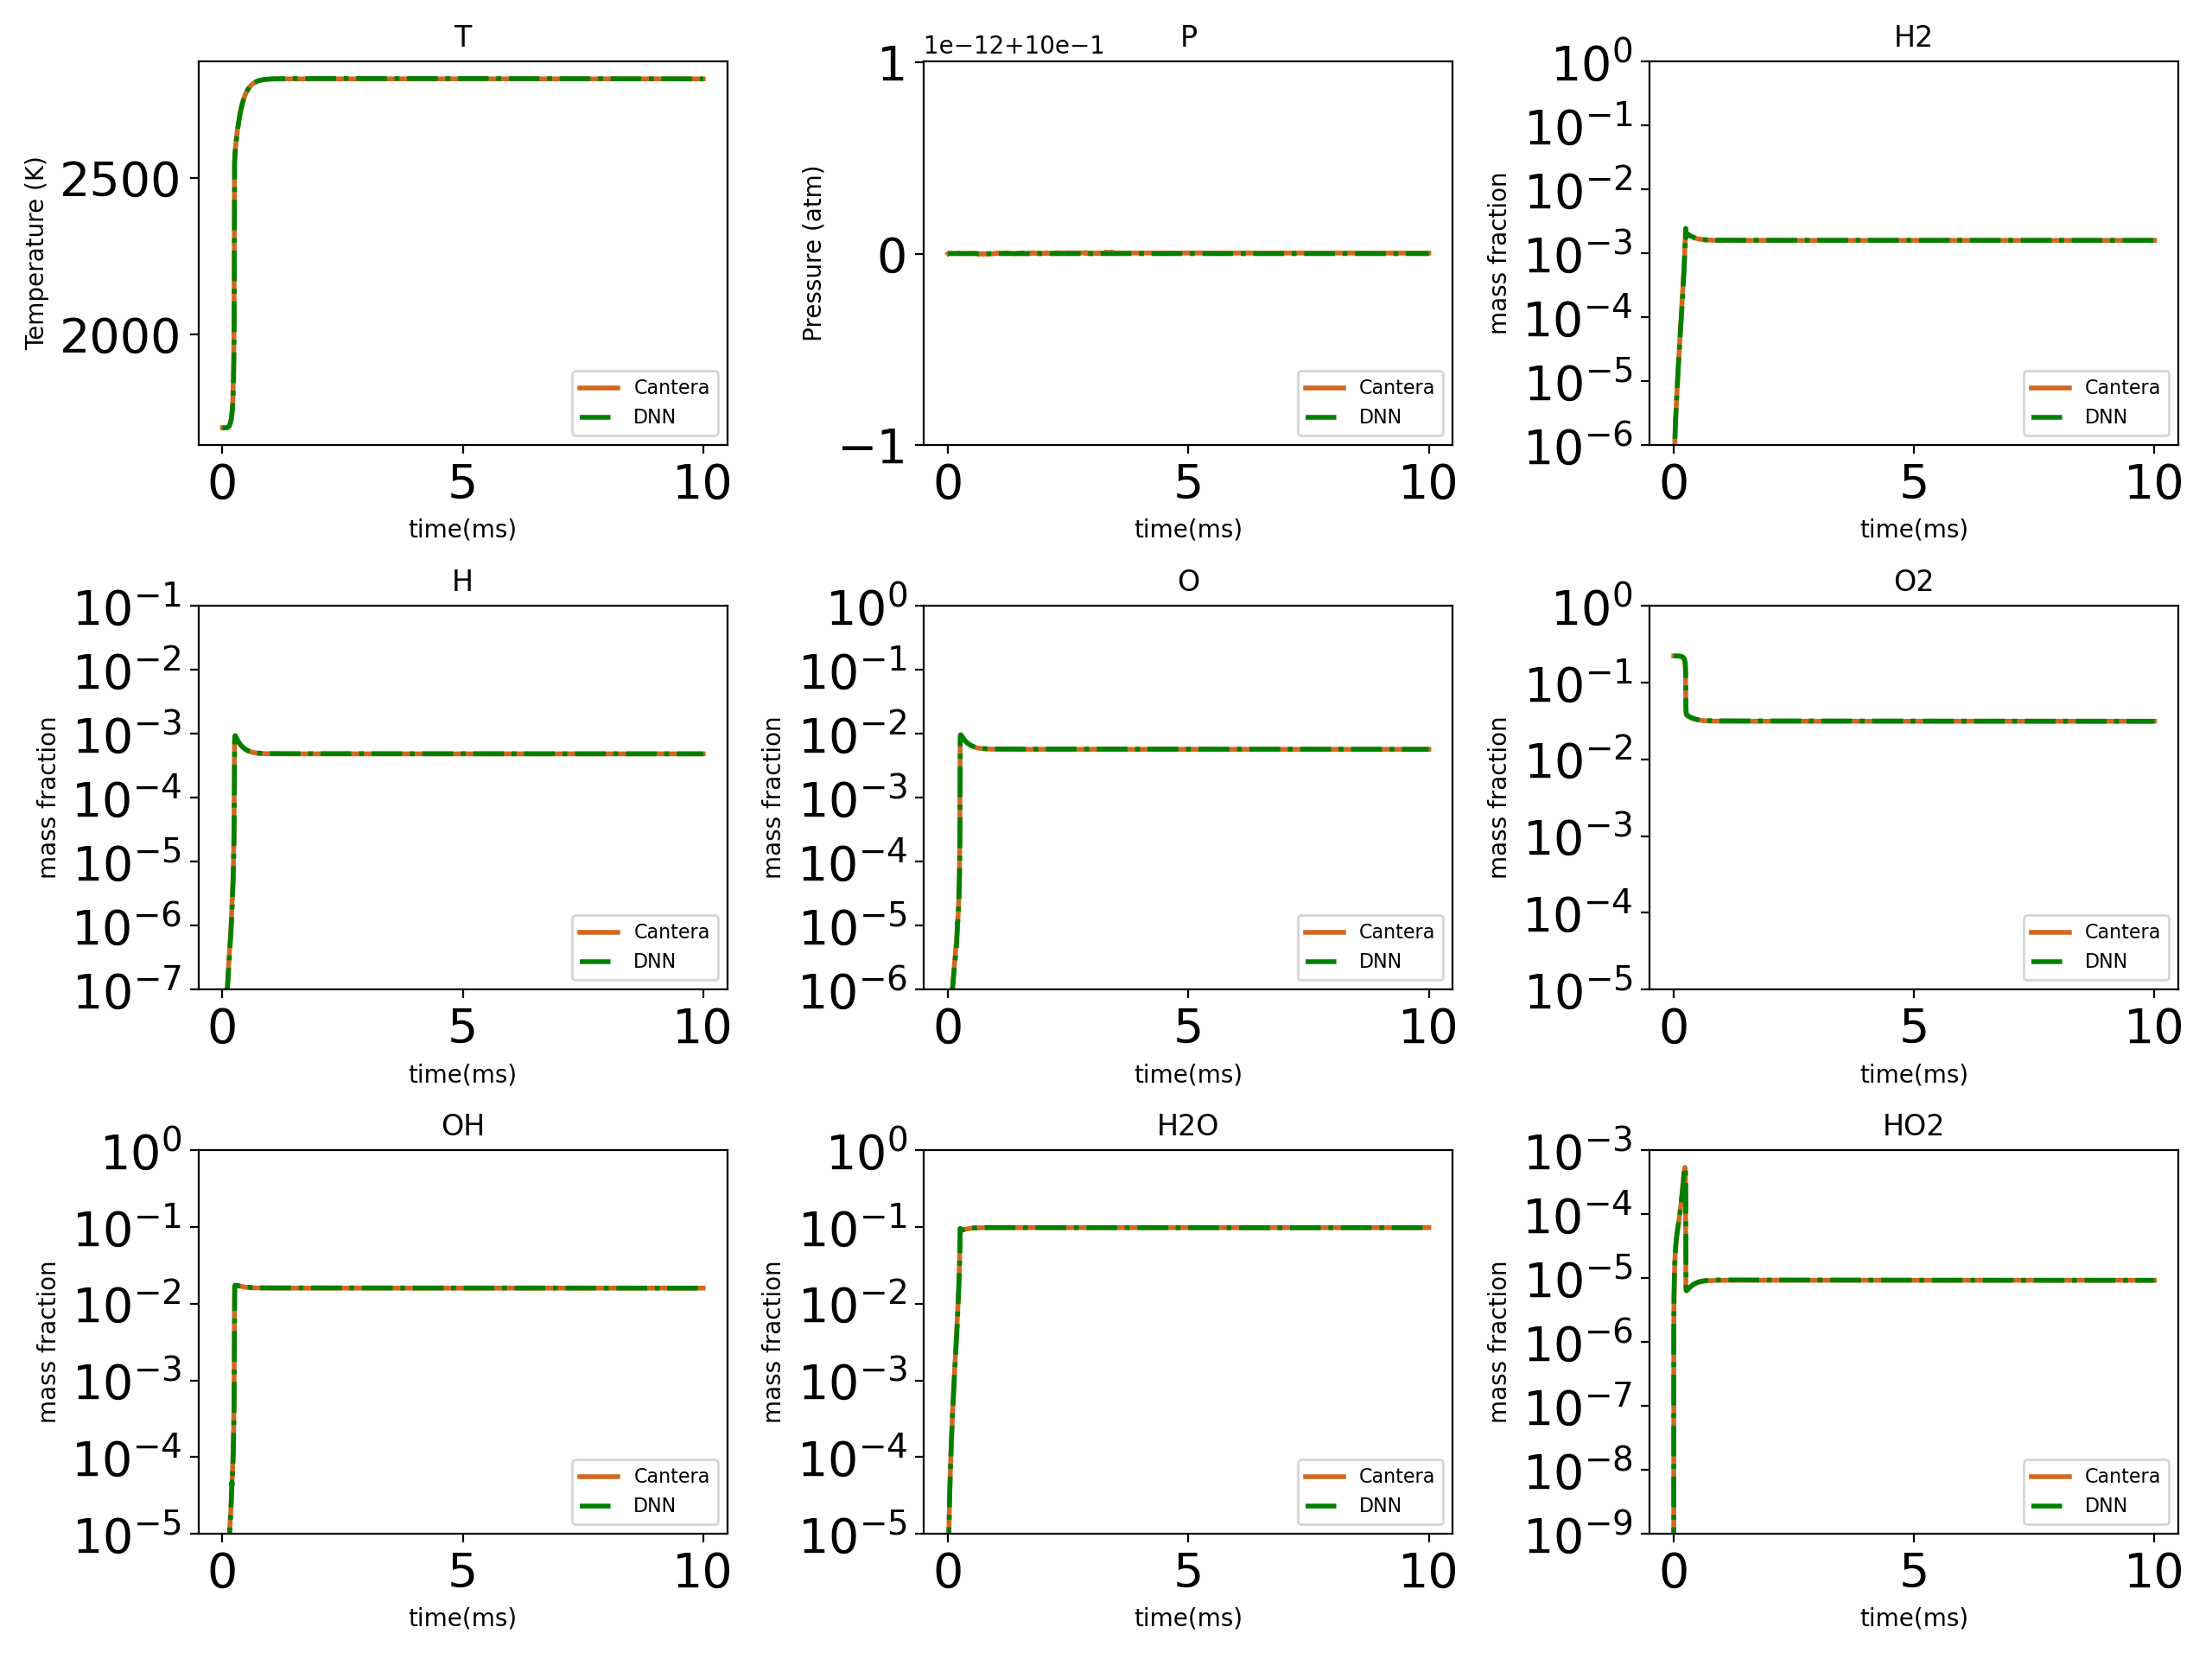 T
Temperature (K)
2500
2000
0 5 10
time(ms)
Cantera
DNN
P
1e−12+10e−1
Pressure (atm)
1
0
−1
0 5 10
time(ms)
Cantera
DNN
H2
mass fraction
10^0
10^−1
10^−2
10^−3
10^−4
10^−5
10^−6
0 5 10
time(ms)
Cantera
DNN
H
mass fraction
10^−1
10^−2
10^−3
10^−4
10^−5
10^−6
10^−7
0 5 10
time(ms)
Cantera
DNN
O
mass fraction
10^0
10^−1
10^−2
10^−3
10^−4
10^−5
10^−6
0 5 10
time(ms)
Cantera
DNN
O2
mass fraction
10^0
10^−1
10^−2
10^−3
10^−4
10^−5
0 5 10
time(ms)
Cantera
DNN
OH
mass fraction
10^0
10^−1
10^−2
10^−3
10^−4
10^−5
0 5 10
time(ms)
Cantera
DNN
H2O
mass fraction
10^0
10^−1
10^−2
10^−3
10^−4
10^−5
0 5 10
time(ms)
Cantera
DNN
HO2
mass fraction
10^−3
10^−4
10^−5
10^−6
10^−7
10^−8
10^−9
0 5 10
time(ms)
Cantera
DNN